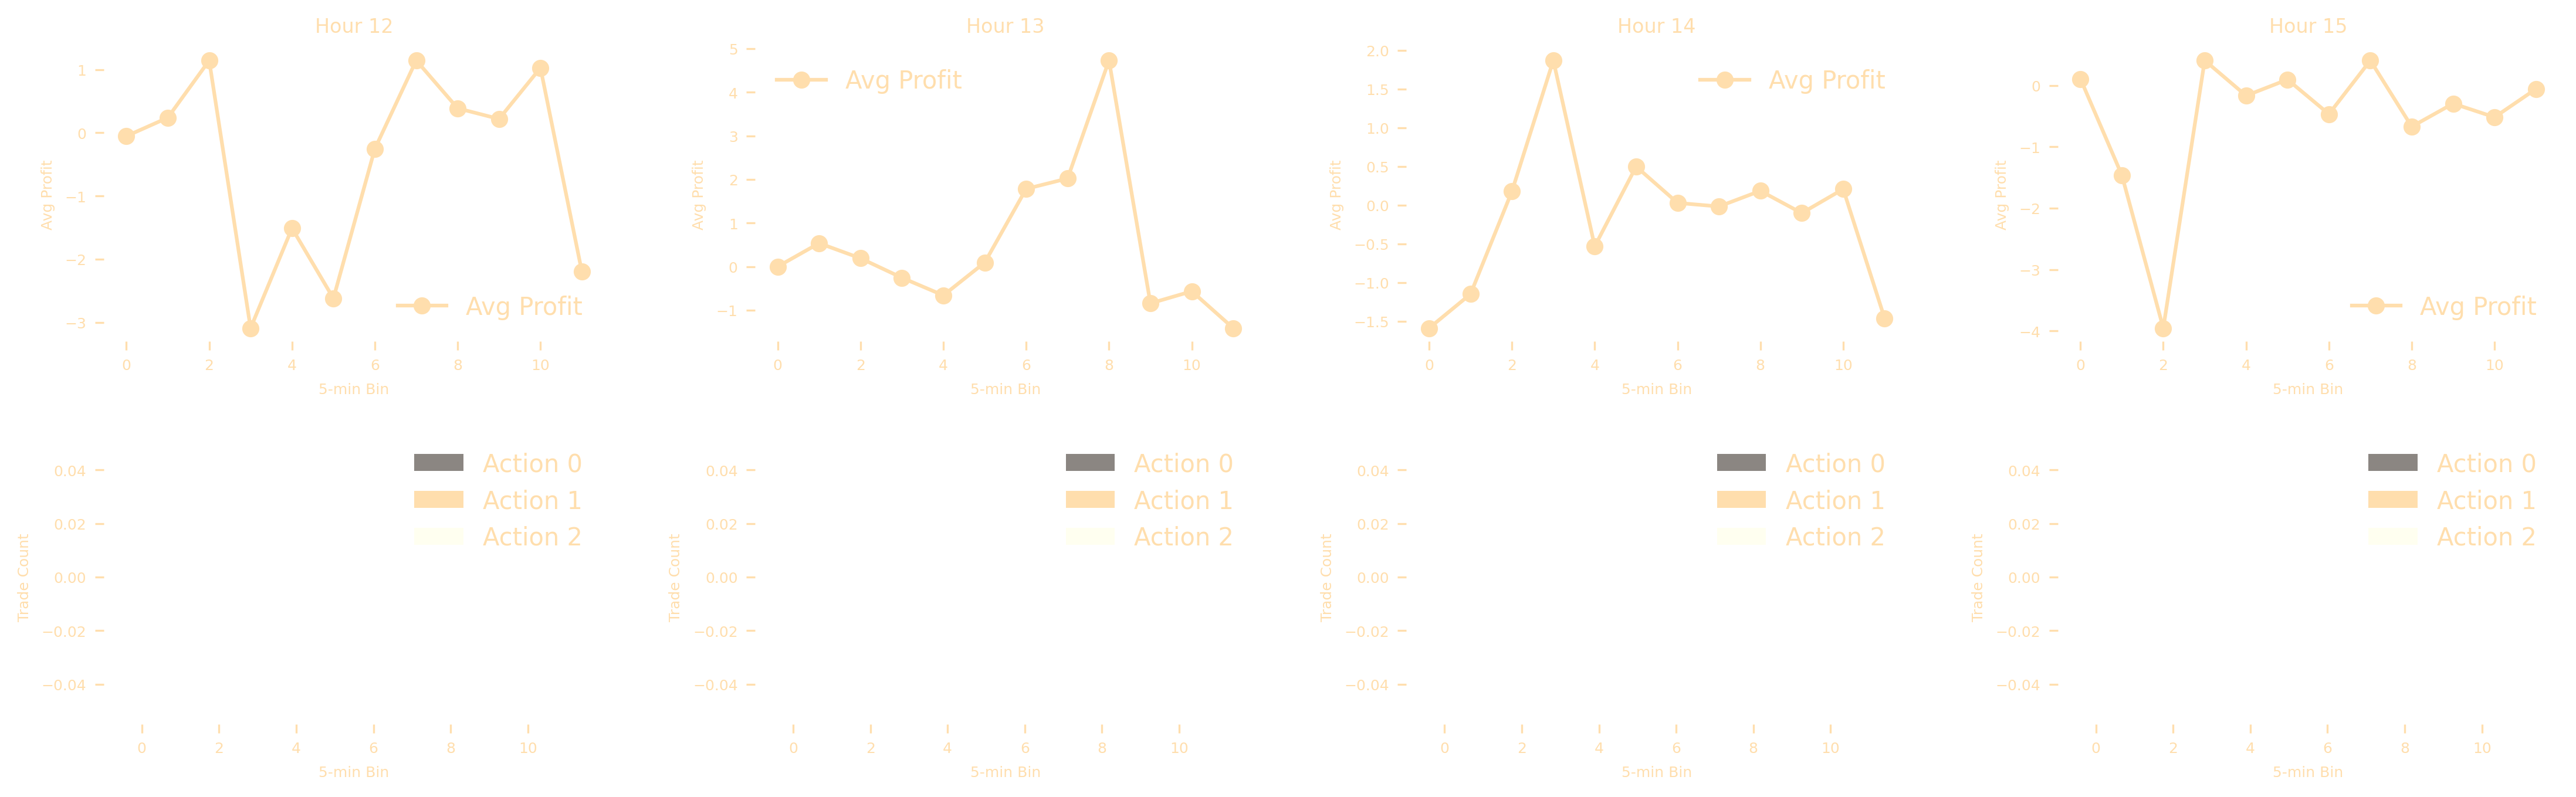 Hour 12
Avg Profit
1
0
−1
−2
−3
Avg Profit
0 2 4 6 8 10
5-min Bin
Hour 13
Avg Profit
5
4
3
2
1
0
−1
Avg Profit
0 2 4 6 8 10
5-min Bin
Hour 14
Avg Profit
2.0
1.5
1.0
0.5
0.0
−0.5
−1.0
−1.5
Avg Profit
0 2 4 6 8 10
5-min Bin
Hour 15
Avg Profit
0
−1
−2
−3
−4
Avg Profit
0 2 4 6 8 10
5-min Bin
Trade Count
0.04
0.02
0.00
−0.02
−0.04
Action 0
Action 1
Action 2
0 2 4 6 8 10
5-min Bin
Trade Count
0.04
0.02
0.00
−0.02
−0.04
Action 0
Action 1
Action 2
0 2 4 6 8 10
5-min Bin
Trade Count
0.04
0.02
0.00
−0.02
−0.04
Action 0
Action 1
Action 2
0 2 4 6 8 10
5-min Bin
Trade Count
0.04
0.02
0.00
−0.02
−0.04
Action 0
Action 1
Action 2
0 2 4 6 8 10
5-min Bin